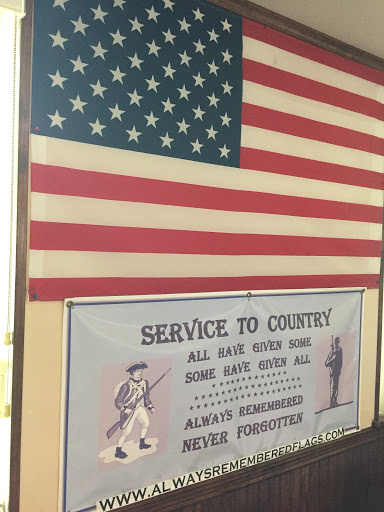 SERVICE TO COUNTRY
ALL HAVE GIVEN SOME
SOME HAVE GIVEN ALL
ALWAYS REMEMBERED
NEVER FORGOTTEN
WWW.ALWAYSREMEMBEREDFLAGS.COM